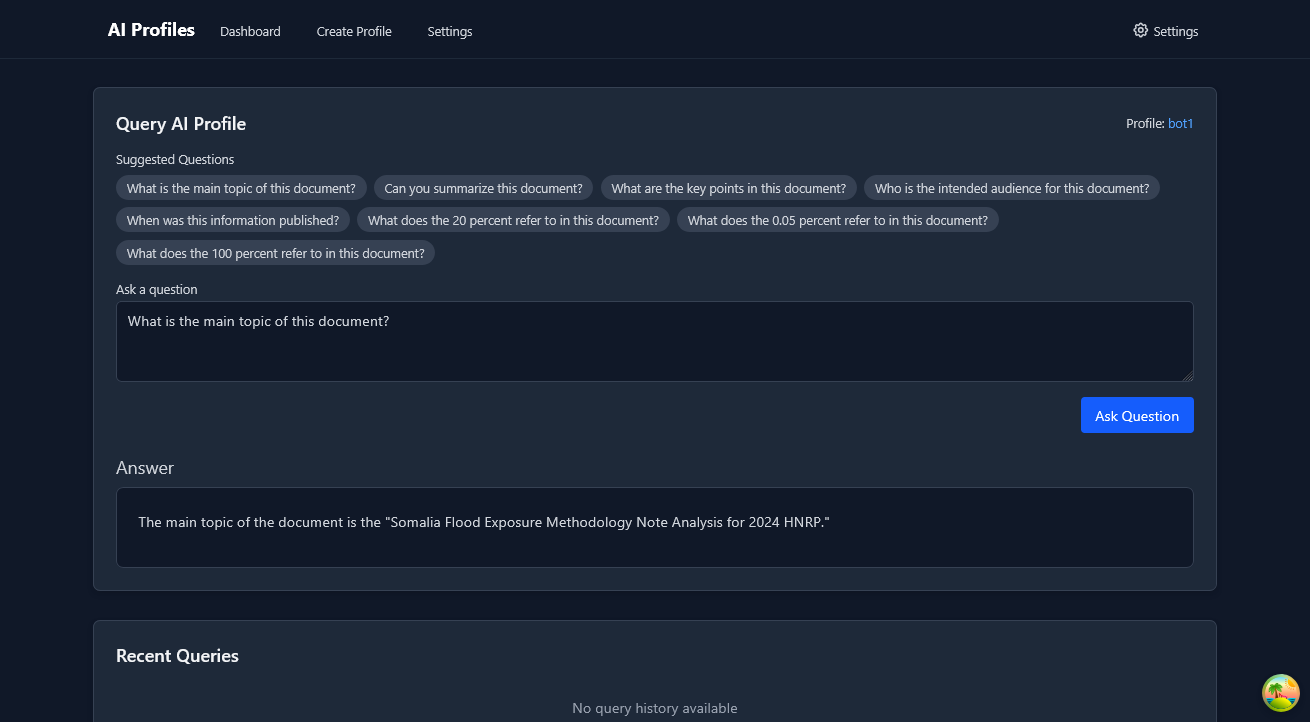 AI Profiles Dashboard Create Profile Settings Settings
Query AI Profile Profile: bot1
Suggested Questions
What is the main topic of this document? Can you summarize this document? What are the key points in this document? Who is the intended audience for this document?
When was this information published? What does the 20 percent refer to in this document? What does the 0.05 percent refer to in this document?
What does the 100 percent refer to in this document?
Ask a question
What is the main topic of this document?
Ask Question
Answer
The main topic of the document is the "Somalia Flood Exposure Methodology Note Analysis for 2024 HNRP."
Recent Queries
No query history available